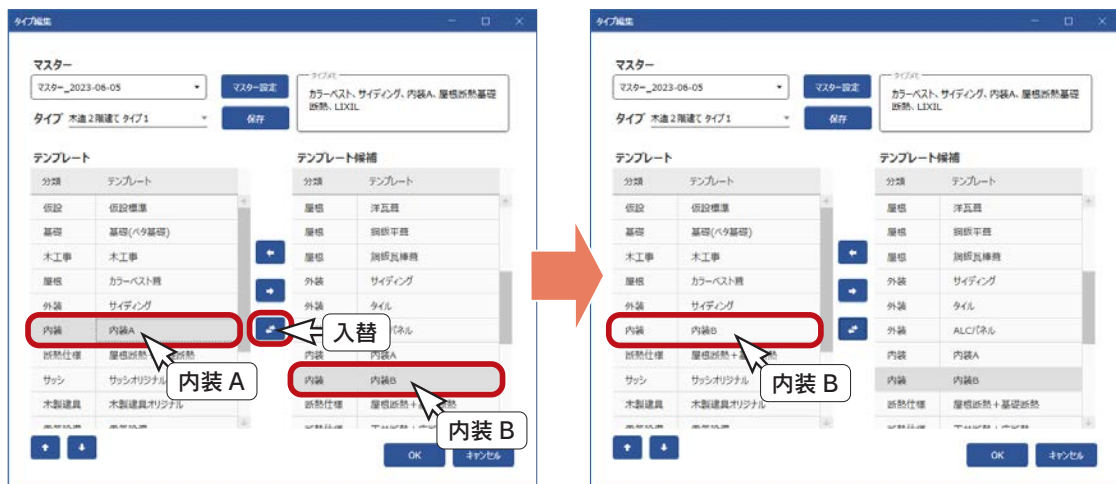 タイプ編集
マスター
マスター_2023-06-05
マスター設定
タイプメモ
カラーベスト、サイディング、内装A、屋根断熱基礎
断熱、LIXIL
タイプ 木造2階建て タイプ1
保存
テンプレート
分類 テンプレート
仮設 仮設標準
基礎 基礎(ベタ基礎)
木工事 木工事
屋根 カラーベスト葺
外装 サイディング
内装 内装A
断熱仕様 屋根断熱+
サッシ サッシオリジナル
木製建具 木製建具オリジナル
テンプレート候補
分類 テンプレート
屋根 洋瓦葺
屋根 銅板平葺
屋根 銅板瓦棒葺
外装 サイディング
外装 タイル
パネル
内装 内装A
内装 内装B
断熱仕様 屋根断熱+基
入替
内装 A
内装 B
OK
キャンセル
タイプ編集
マスター
マスター_2023-06-05
マスター設定
タイプメモ
カラーベスト、サイディング、内装A、屋根断熱基礎
断熱、LIXIL
タイプ 木造2階建て タイプ1
保存
テンプレート
分類 テンプレート
仮設 仮設標準
基礎 基礎(ベタ基礎)
木工事 木工事
屋根 カラーベスト葺
外装 サイディング
内装 内装B
断熱仕様 屋根断熱+
サッシ サッシオリジナル
木製建具 木製建具オリジナル
テンプレート候補
分類 テンプレート
屋根 洋瓦葺
屋根 銅板平葺
屋根 銅板瓦棒葺
外装 サイディング
外装 タイル
外装 ALCパネル
内装 内装A
内装 内装B
断熱仕様 屋根断熱+基礎断熱
内装 B
OK
キャンセル